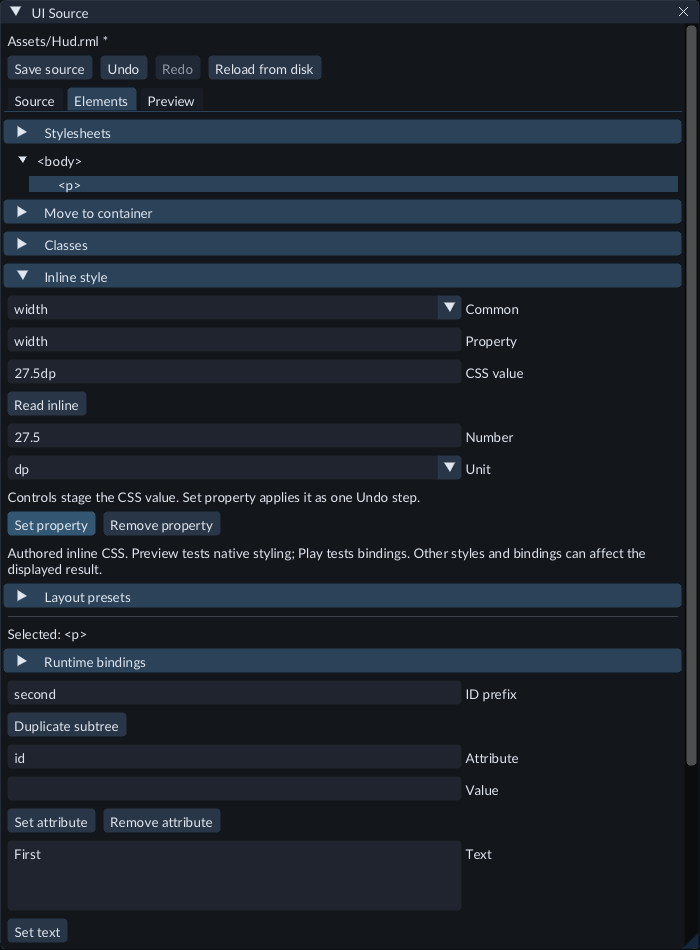 UI Source
Assets/Hud.rml *
Save source Undo Redo Reload from disk
Source Elements Preview
Stylesheets
<body>
<p>
Move to container
Classes
Inline style
width Common
width Property
27.5dp CSS value
Read inline
27.5 Number
dp Unit
Controls stage the CSS value. Set property applies it as one Undo step.
Set property Remove property
Authored inline CSS. Preview tests native styling; Play tests bindings. Other styles and bindings can affect the
displayed result.
Layout presets
Selected: <p>
Runtime bindings
second ID prefix
Duplicate subtree
id Attribute
Value
Set attribute Remove attribute
First Text
Set text